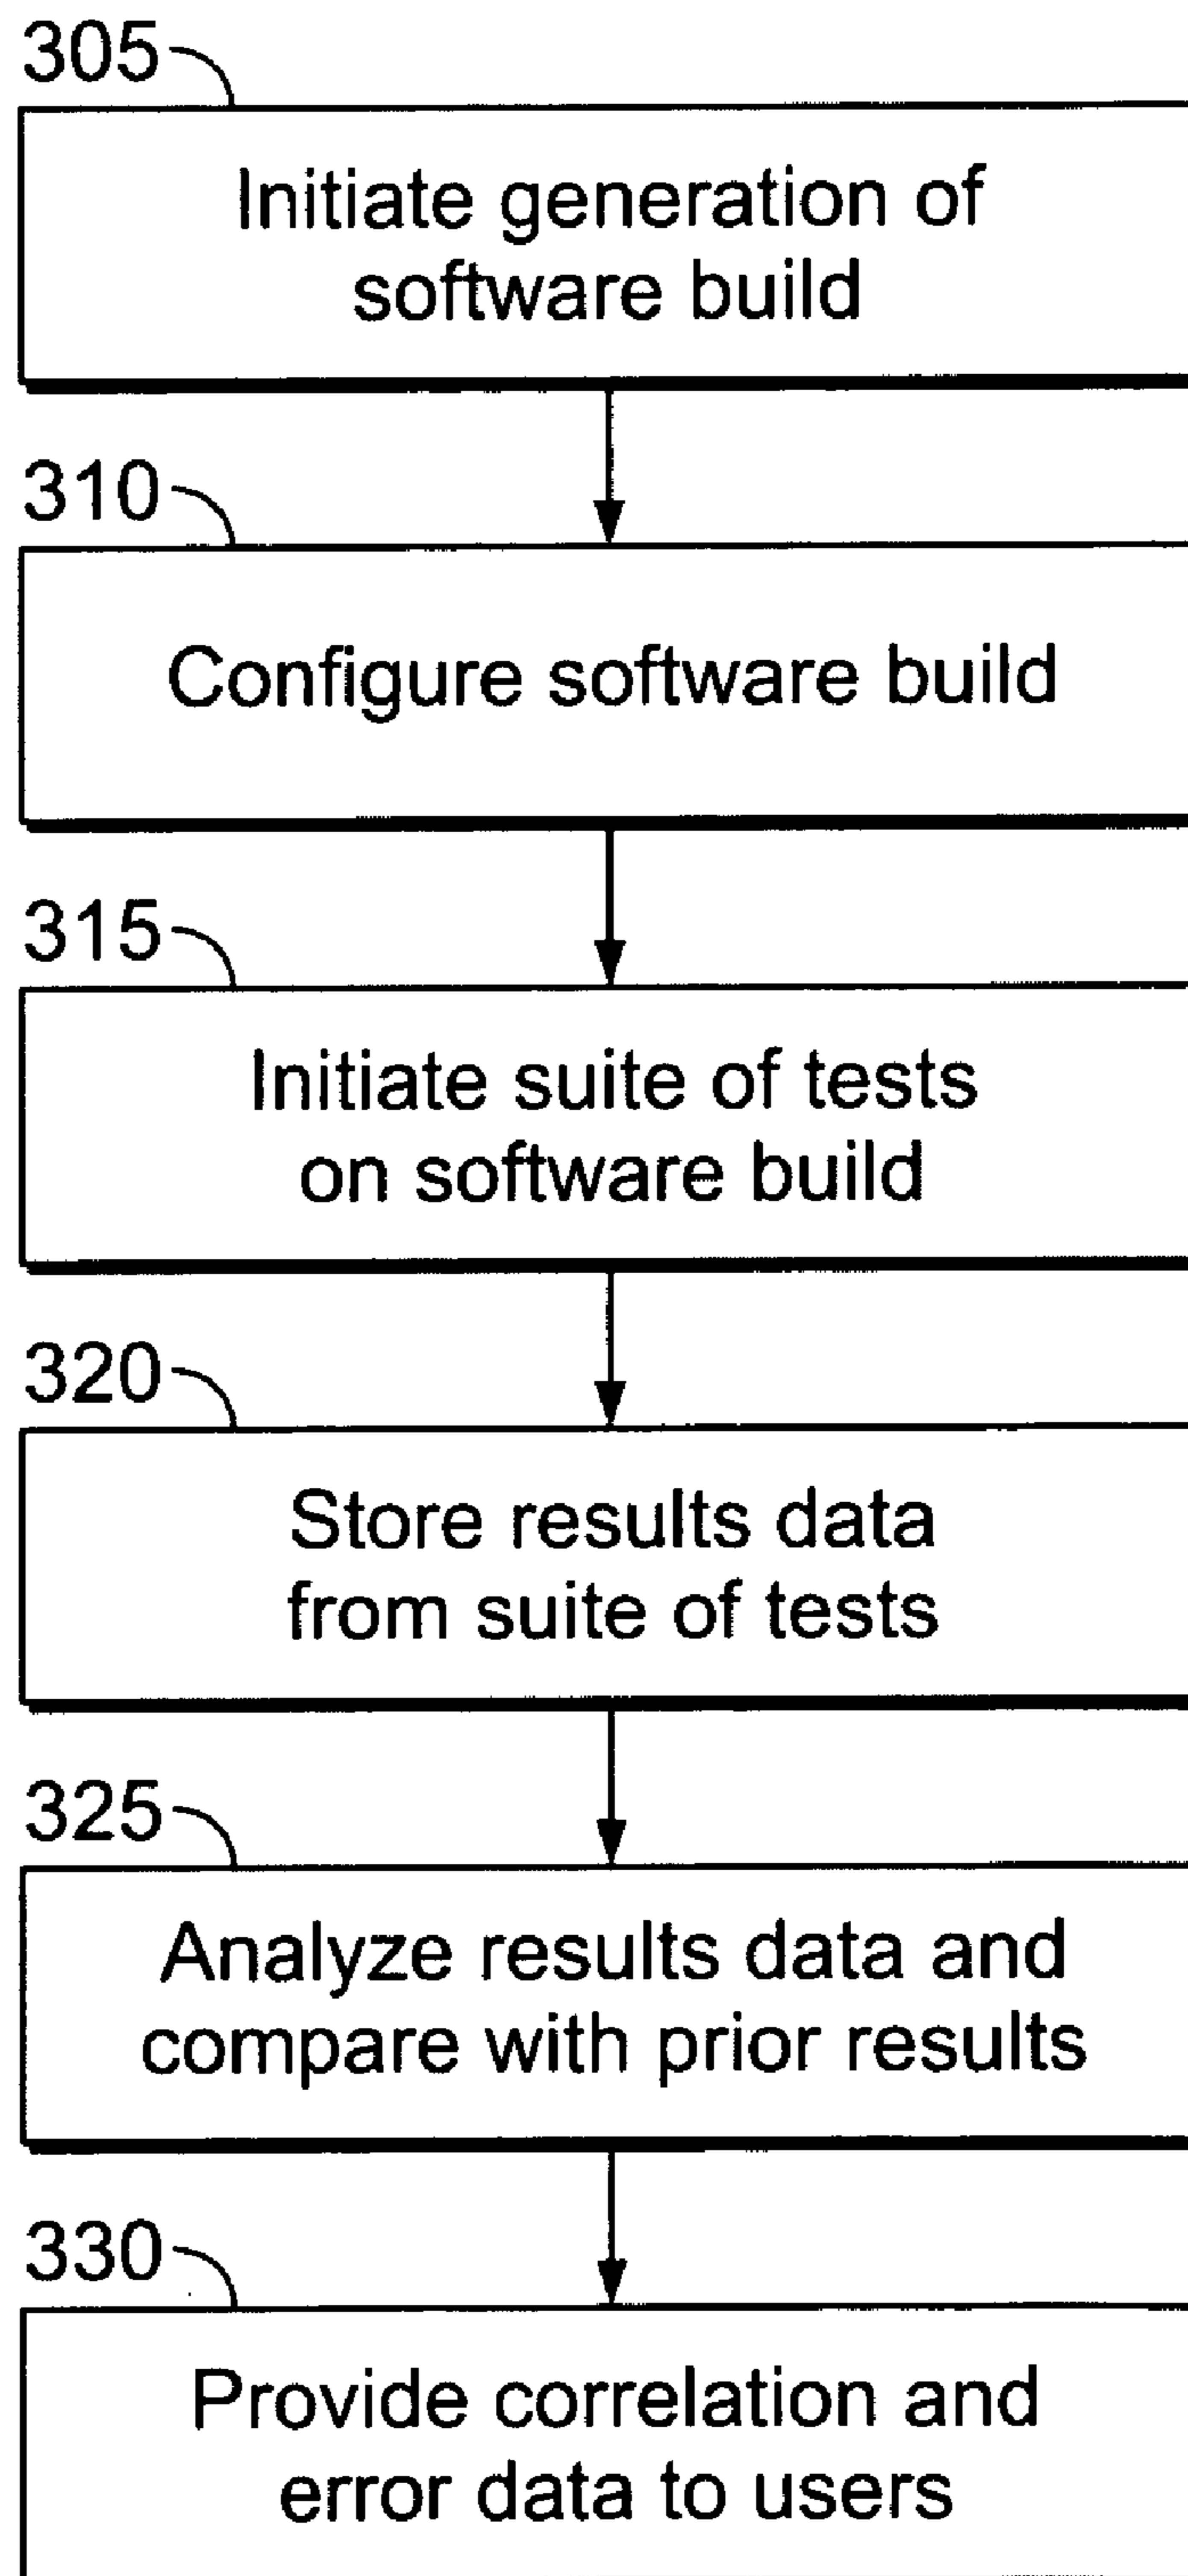 305
Initiate generation of
software build
310
Configure software build
315
Initiate suite of tests
on software build
320
Store results data
from suite of tests
325
Analyze results data and
compare with prior results
330
Provide correlation and
error data to users